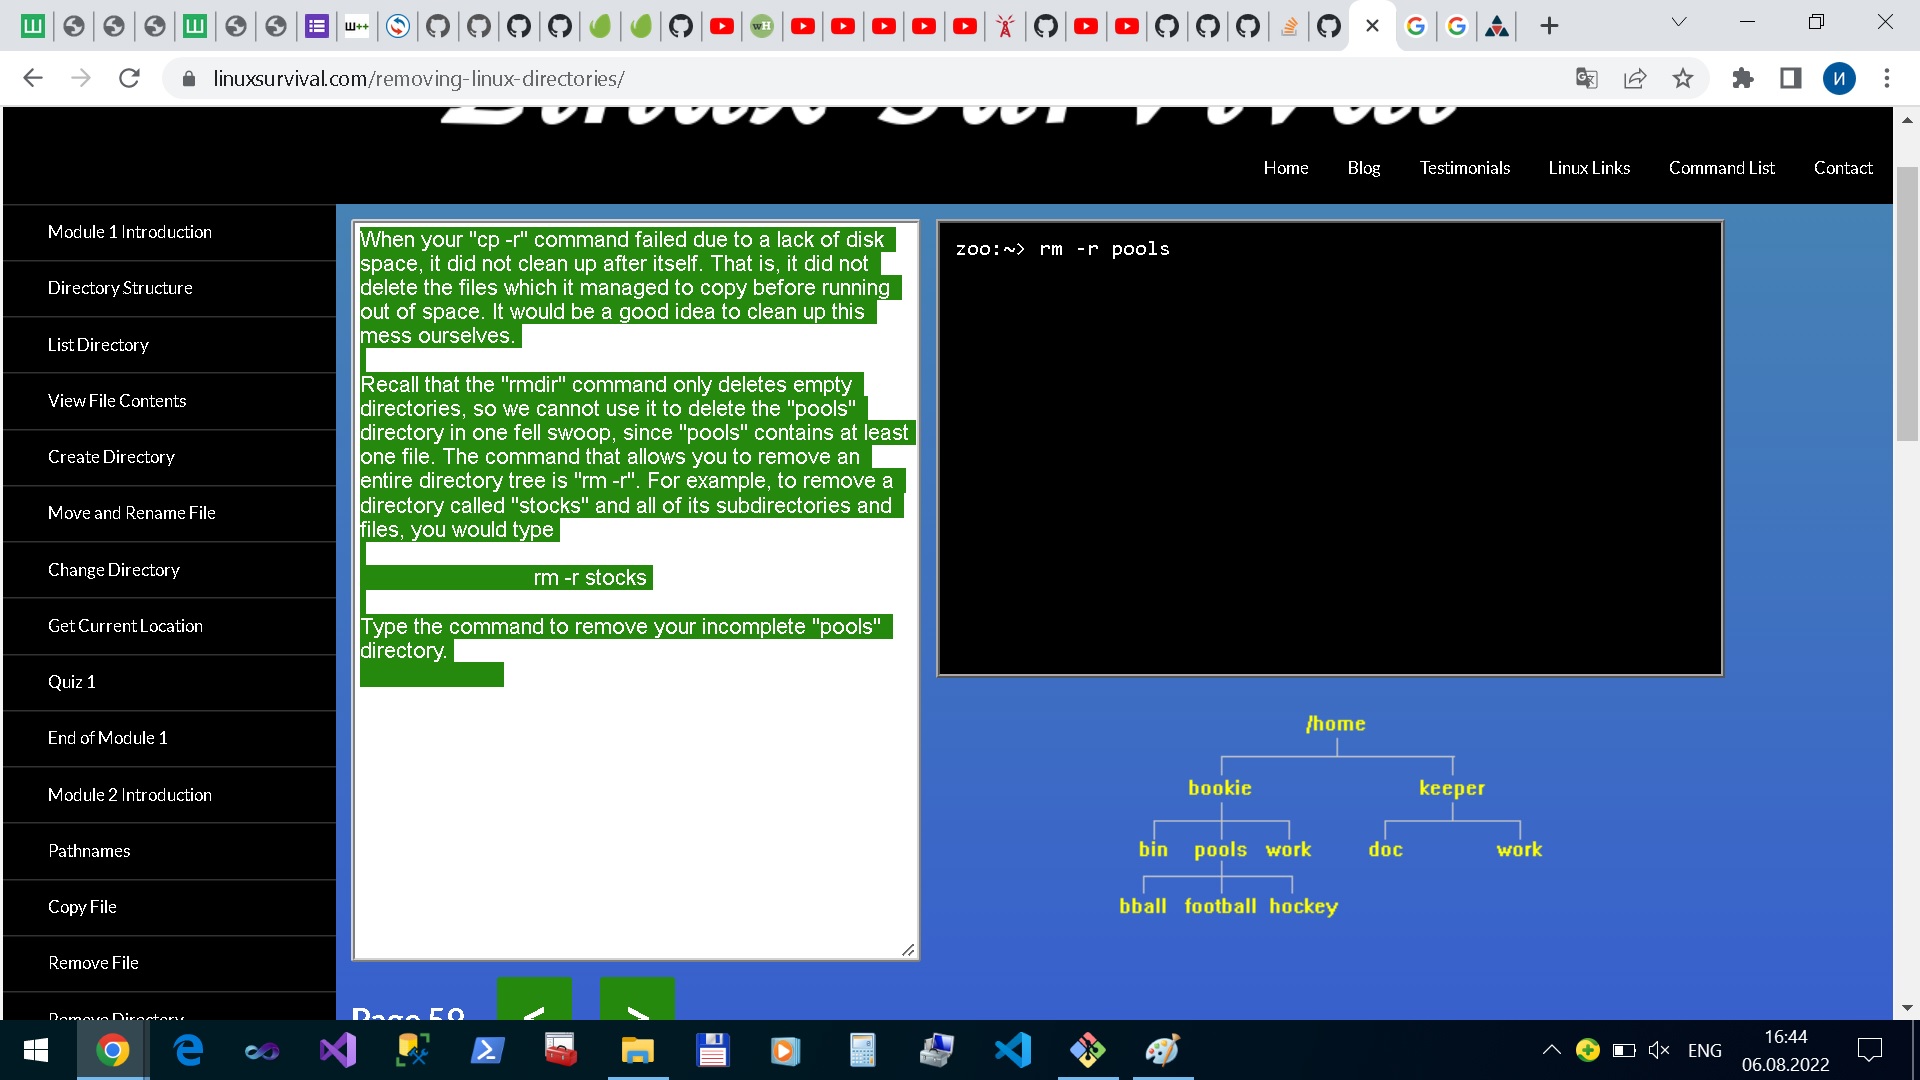 linuxsurvival.com/removing-linux-directories/
И
Linux Survival
Home Blog Testimonials Linux Links Command List Contact
Module 1 Introduction
Directory Structure
List Directory
View File Contents
Create Directory
Move and Rename File
Change Directory
Get Current Location
Quiz 1
End of Module 1
Module 2 Introduction
Pathnames
Copy File
Remove File
Remove Directory
When your "cp -r" command failed due to a lack of disk
space, it did not clean up after itself. That is, it did not
delete the files which it managed to copy before running
out of space. It would be a good idea to clean up this
mess ourselves.
Recall that the "rmdir" command only deletes empty
directories, so we cannot use it to delete the "pools"
directory in one fell swoop, since "pools" contains at least
one file. The command that allows you to remove an
entire directory tree is "rm -r". For example, to remove a
directory called "stocks" and all of its subdirectories and
files, you would type
rm -r stocks
Type the command to remove your incomplete "pools"
directory.
Page 59 < >
zoo:~> rm -r pools
/home
bookie keeper
bin pools work doc work
bball football hockey
ENG
16:44
06.08.2022